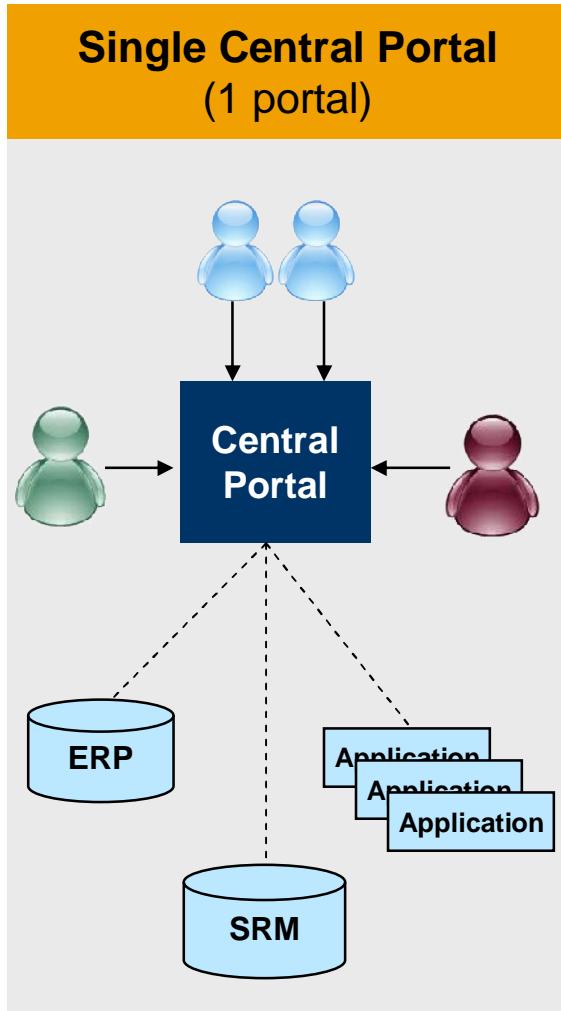 Single Central Portal
(1 portal)
Central
Portal
ERP
Application
Application
Application
SRM